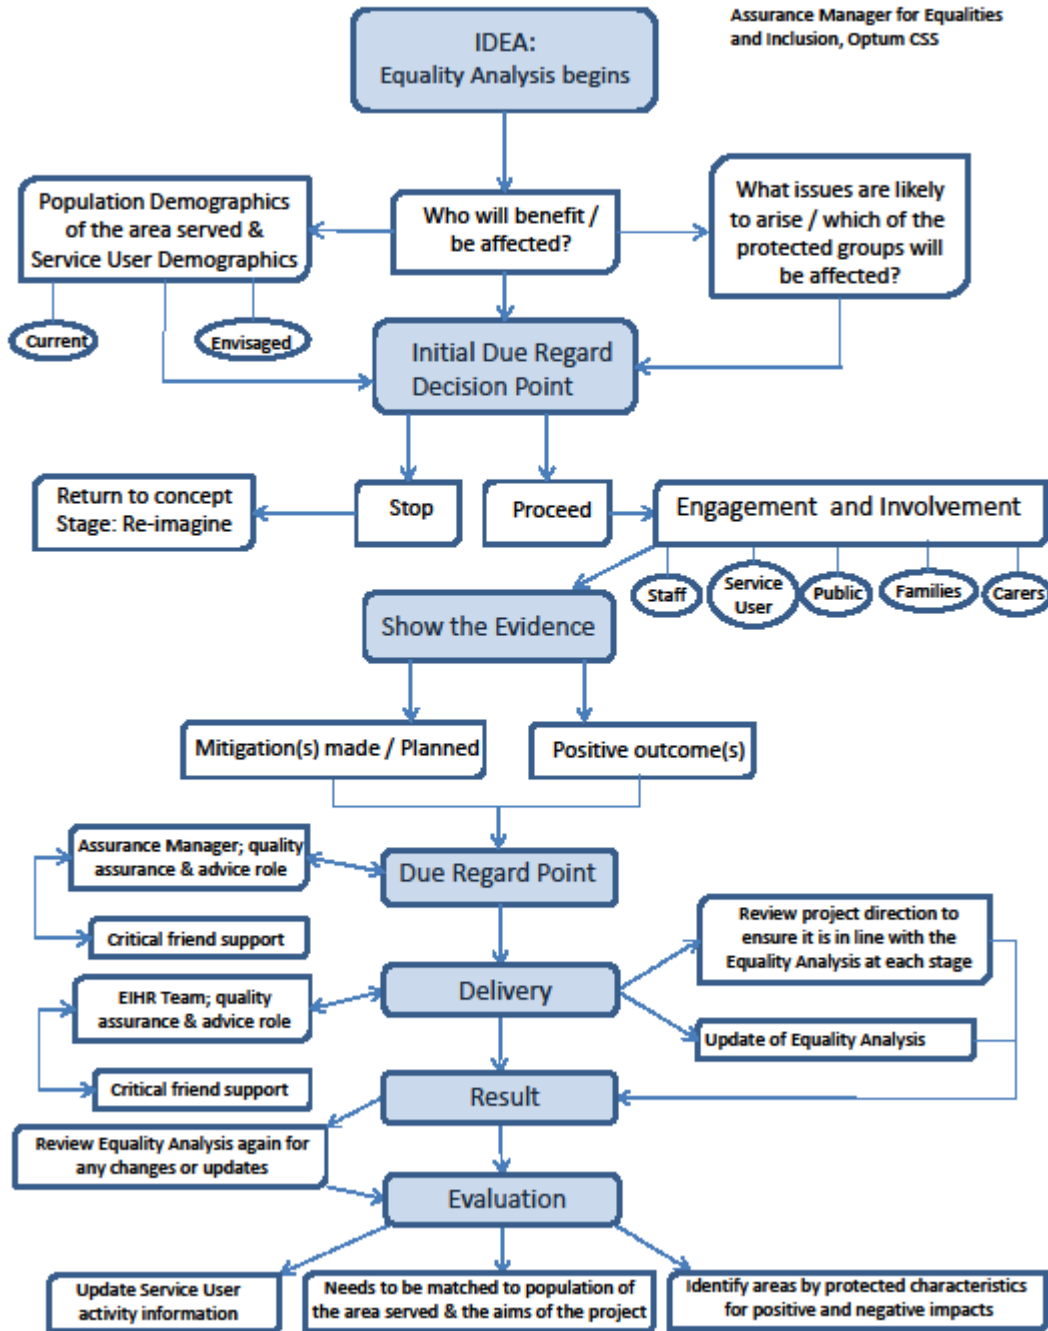 Assurance Manager for Equalities
and Inclusion, Optum CSS
IDEA:
Equality Analysis begins
Population Demographics
of the area served &
Service User Demographics
Who will benefit /
be affected?
What issues are likely
to arise / which of the
protected groups will
be affected?
Current
Envisaged
Initial Due Regard
Decision Point
Return to concept
Stage: Re-imagine
Stop
Proceed
Engagement and Involvement
Staff
Service
User
Public
Families
Carers
Show the Evidence
Mitigation(s) made / Planned
Positive outcome(s)
Assurance Manager; quality
assurance & advice role
Due Regard Point
Critical friend support
Review project direction to
ensure it is in line with the
Equality Analysis at each stage
EIHR Team; quality
assurance & advice role
Delivery
Update of Equality Analysis
Critical friend support
Result
Review Equality Analysis again for
any changes or updates
Evaluation
Update Service User
activity information
Needs to be matched to population of
the area served & the aims of the project
Identify areas by protected characteristics
for positive and negative impacts